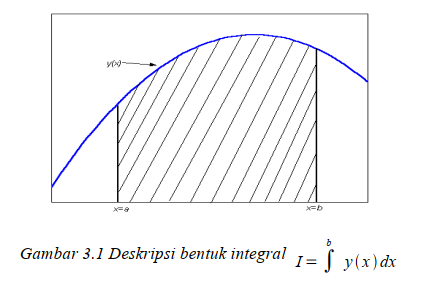 y(x)
x=a
x=b
Gambar 3.1 Deskripsi bentuk integral I = ∫ b y(x) dx